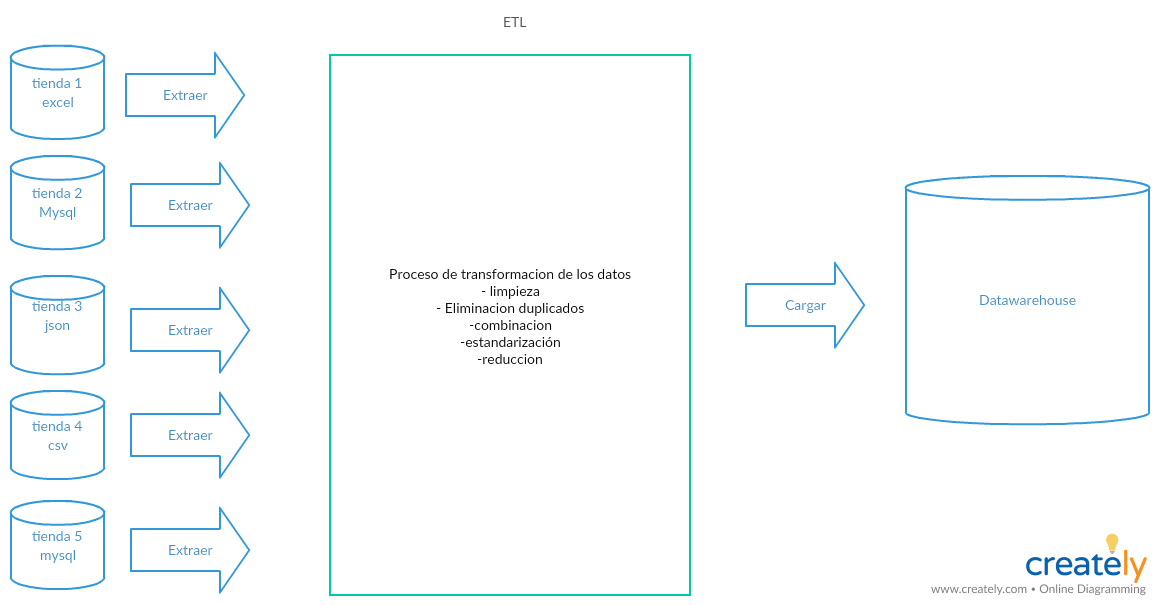 ETL
tienda 1
excel
Extraer
tienda 2
Mysql
Extraer
tienda 3
json
Extraer
tienda 4
csv
Extraer
tienda 5
mysql
Extraer
Proceso de transformacion de los datos
- limpieza
- Eliminacion duplicados
-combinacion
-estandarización
-reduccion
Cargar
Datawarehouse
creately
www.creately.com • Online Diagramming